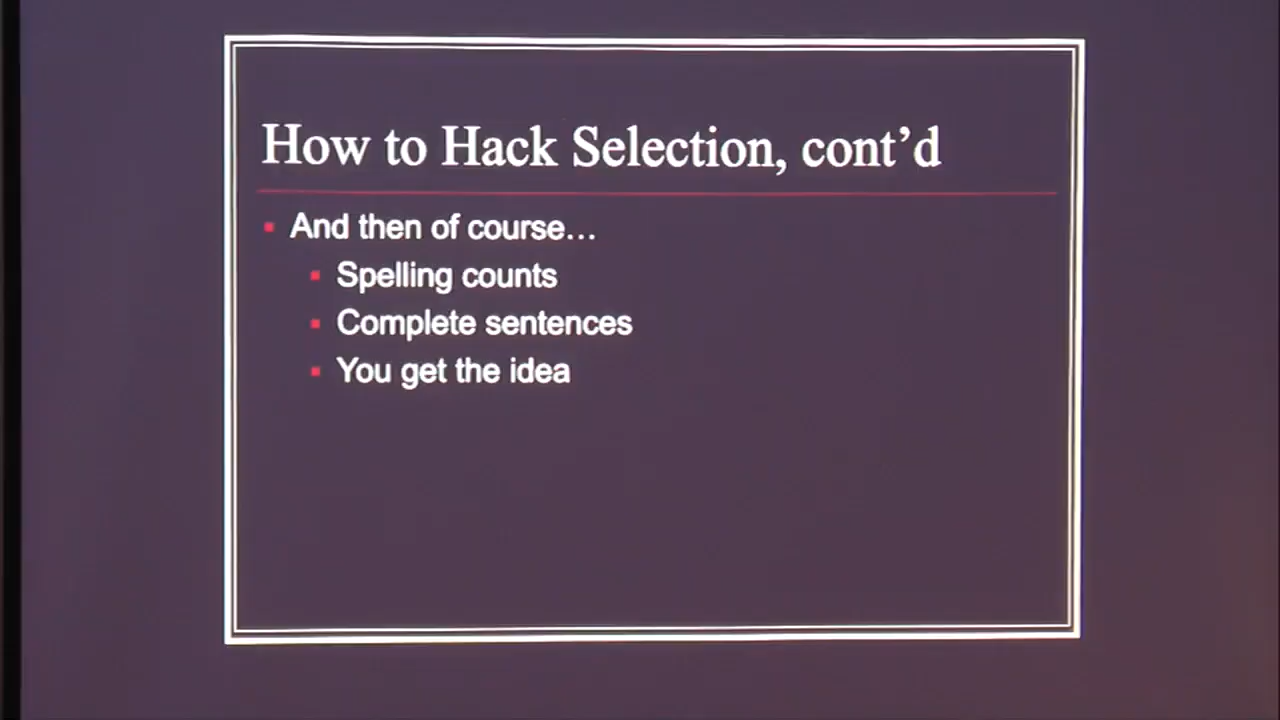 How to Hack Selection, cont’d
And then of course…
Spelling counts
Complete sentences
You get the idea